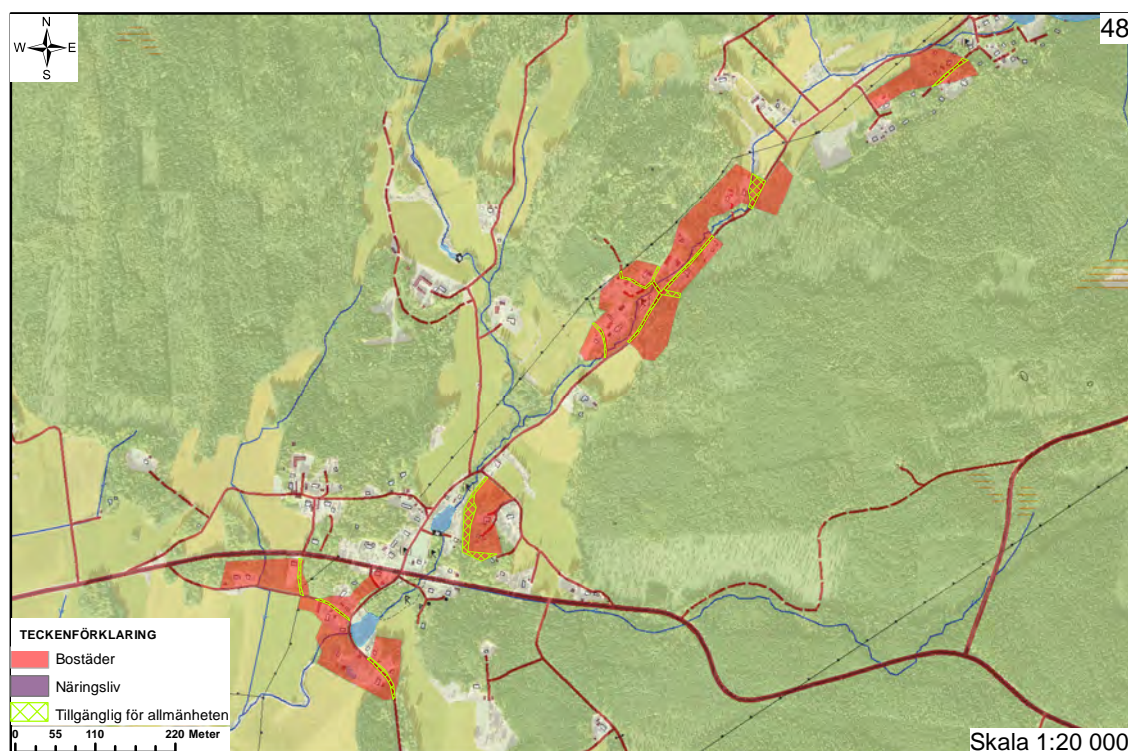 N
W E
S
48
TECKENFÖRKLARING
Bostäder
Näringsliv
Tillgänglig för allmänheten
0 55 110 220 Meter
Skala 1:20 000